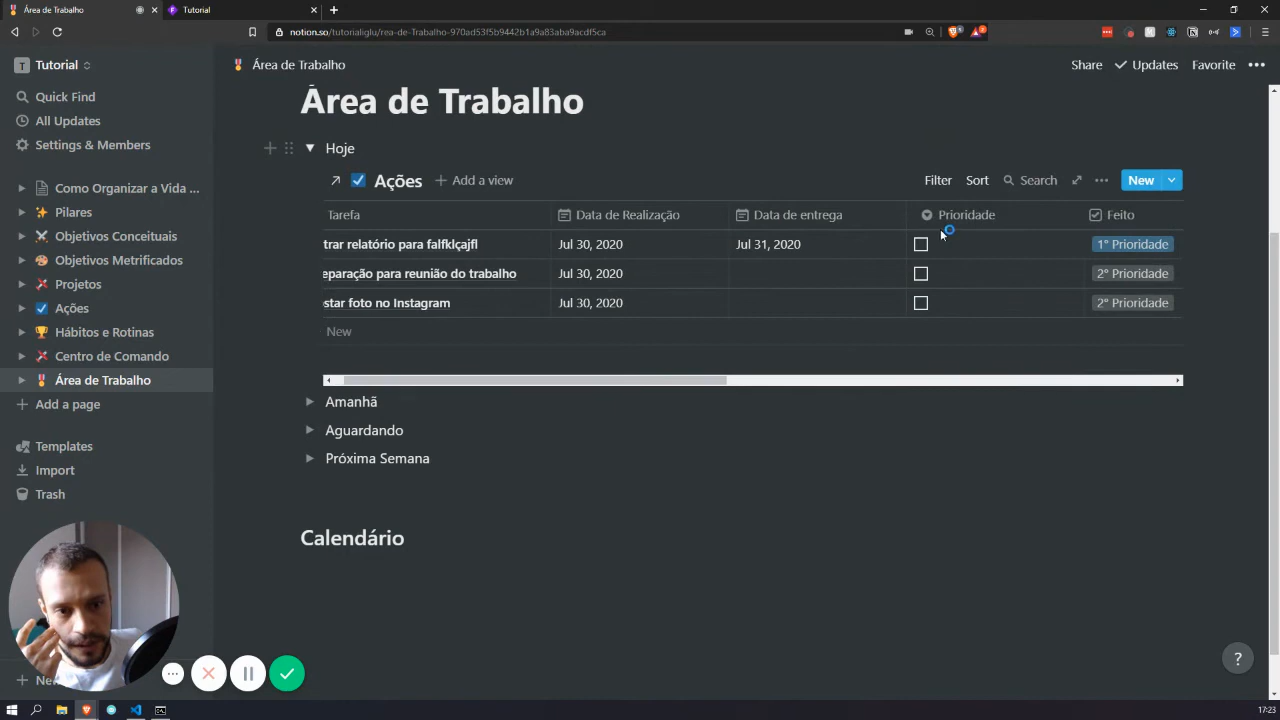 Área de Trabalho
Tutorial
notion.so/tutorialiglu/rea-de-Trabalho-970ad53f5b9442b1a9a83aba9acdf5ca
T Tutorial
Área de Trabalho
Share
Updates
Favorite
Quick Find
All Updates
Settings & Members
Como Organizar a Vida ...
Pilares
Objetivos Conceituais
Objetivos Metrificados
Projetos
Ações
Hábitos e Rotinas
Centro de Comando
Área de Trabalho
Add a page
Templates
Import
Trash
Área de Trabalho
Hoje
Ações
Add a view
Filter
Sort
Search
New
Tarefa
Data de Realização
Data de entrega
Prioridade
Feito
trar relatório para falfklçajfl
Jul 30, 2020
Jul 31, 2020
1° Prioridade
eparação para reunião do trabalho
Jul 30, 2020
2° Prioridade
star foto no Instagram
Jul 30, 2020
2° Prioridade
New
Amanhã
Aguardando
Próxima Semana
Calendário
?
17:23